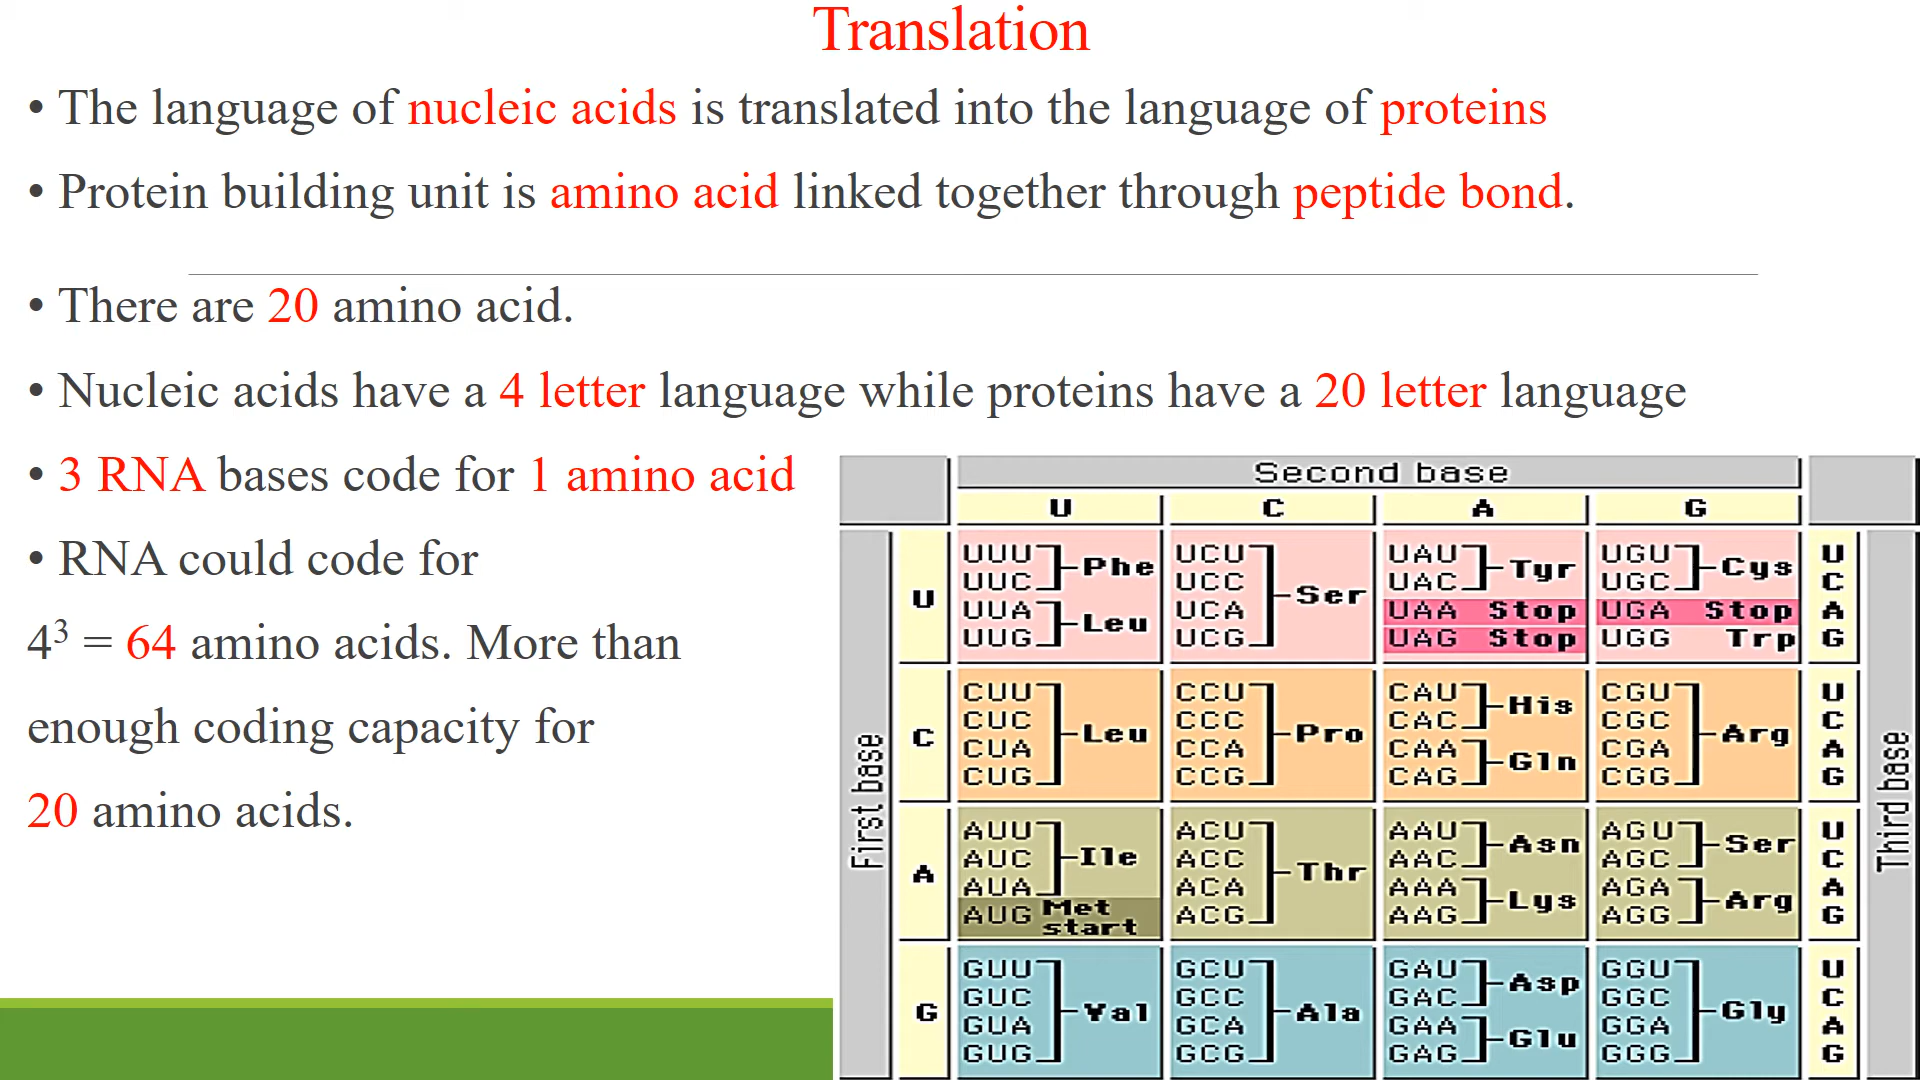 Translation
• The language of nucleic acids is translated into the language of proteins
• Protein building unit is amino acid linked together through peptide bond.
• There are 20 amino acid.
• Nucleic acids have a 4 letter language while proteins have a 20 letter language
• 3 RNA bases code for 1 amino acid
• RNA could code for
4³ = 64 amino acids. More than
enough coding capacity for
20 amino acids.
Second base
U C A G
First base
Third base
U
UUU UUC Phe
UUA UUG Leu
UCU UCC UCA UCG Ser
UAU UAC Tyr
UAA Stop
UAG Stop
UGU UGC Cys
UGA Stop
UGG Trp
U C A G
C
CUU CUC CUA CUG Leu
CCU CCC CCA CCG Pro
CAU CAC His
CAA CAG Gln
CGU CGC CGA CGG Arg
U C A G
A
AUU AUC AUA Ile
AUG Met start
ACU ACC ACA ACG Thr
AAU AAC Asn
AAA AAG Lys
AGU AGC Ser
AGA AGG Arg
U C A G
G
GUU GUC GUA GUG Val
GCU GCC GCA GCG Ala
GAU GAC Asp
GAA GAG Glu
GGU GGC GGA GGG Gly
U C A G